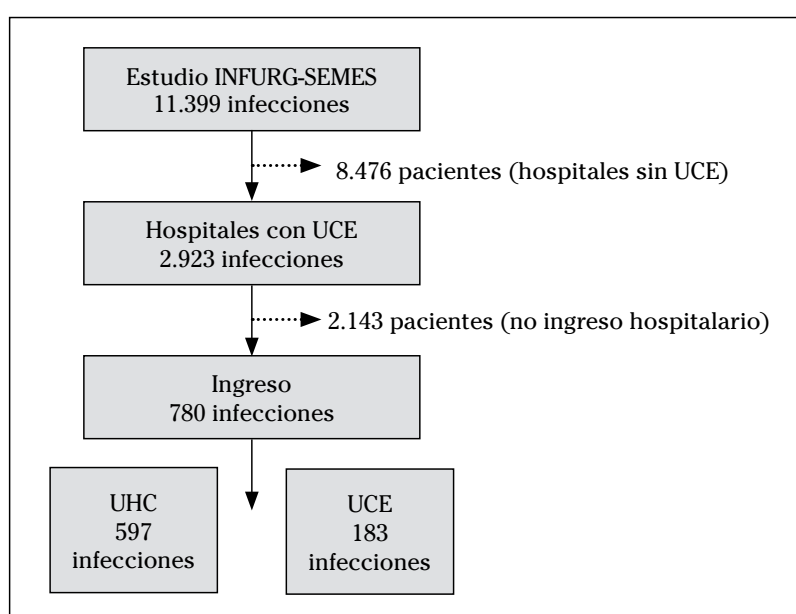 Estudio INFURG-SEMES
11.399 infecciones
8.476 pacientes (hospitales sin UCE)
Hospitales con UCE
2.923 infecciones
2.143 pacientes (no ingreso hospitalario)
Ingreso
780 infecciones
UHC
597
infecciones
UCE
183
infecciones